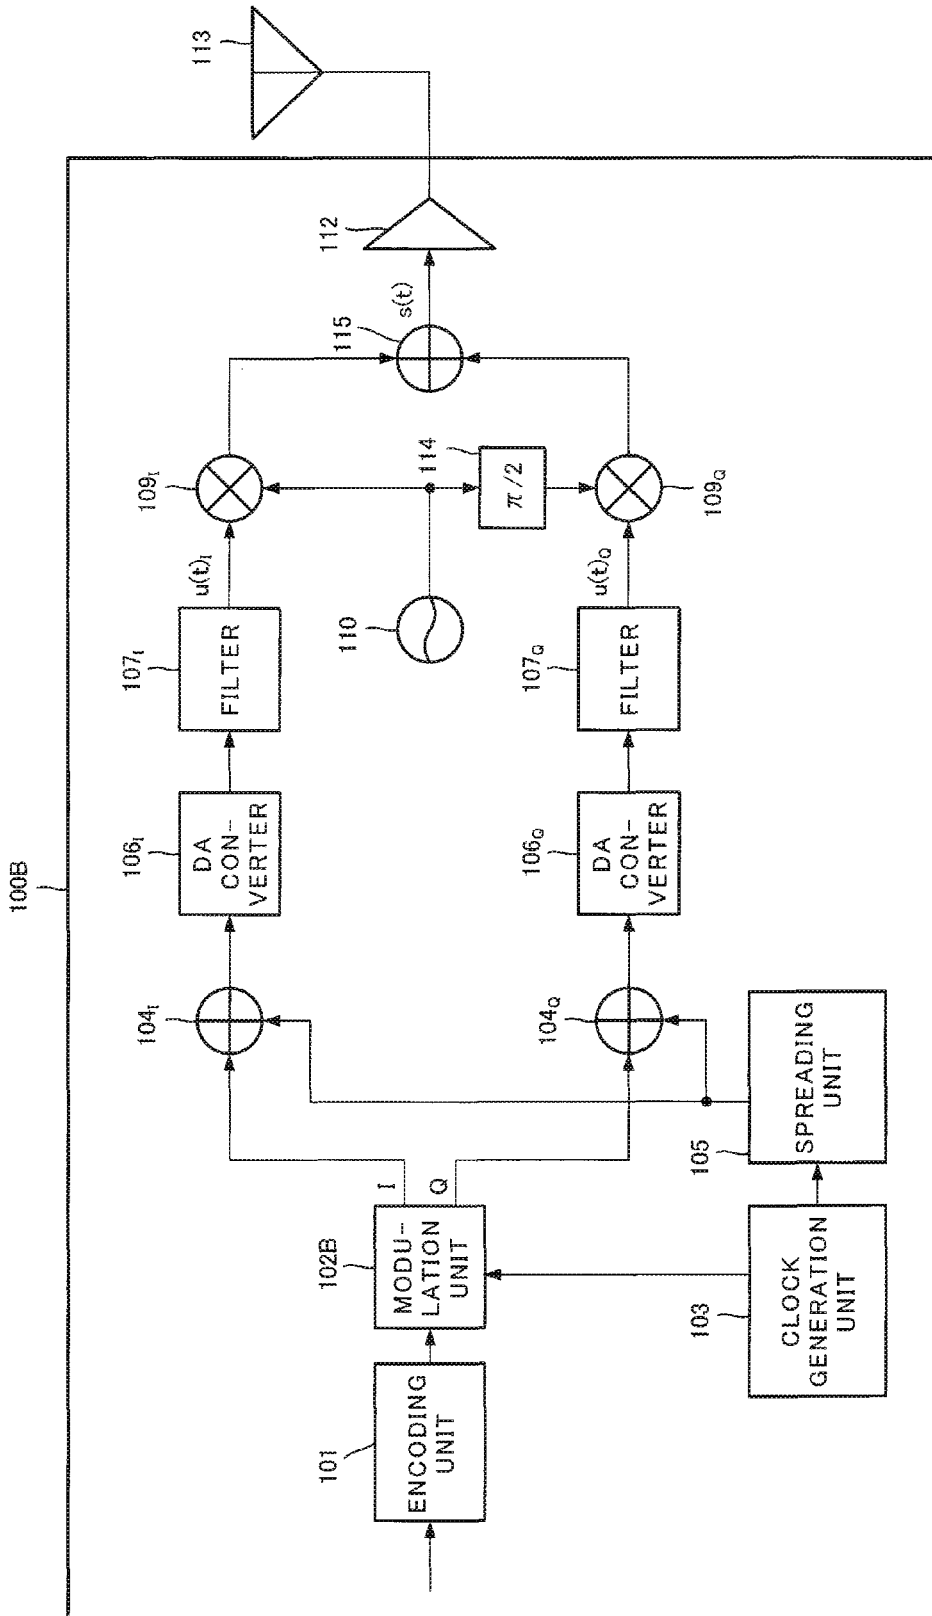 100B
113
112
s(t)
115
109I
114
π/2
109Q
u(t)I
u(t)Q
110
107I
FILTER
107Q
FILTER
106I
DA
CON-
VERTER
106Q
DA
CON-
VERTER
104I
104Q
105
SPREADING
UNIT
I
Q
102B
MODU-
LATION
UNIT
103
CLOCK
GENERATION
UNIT
101
ENCODING
UNIT